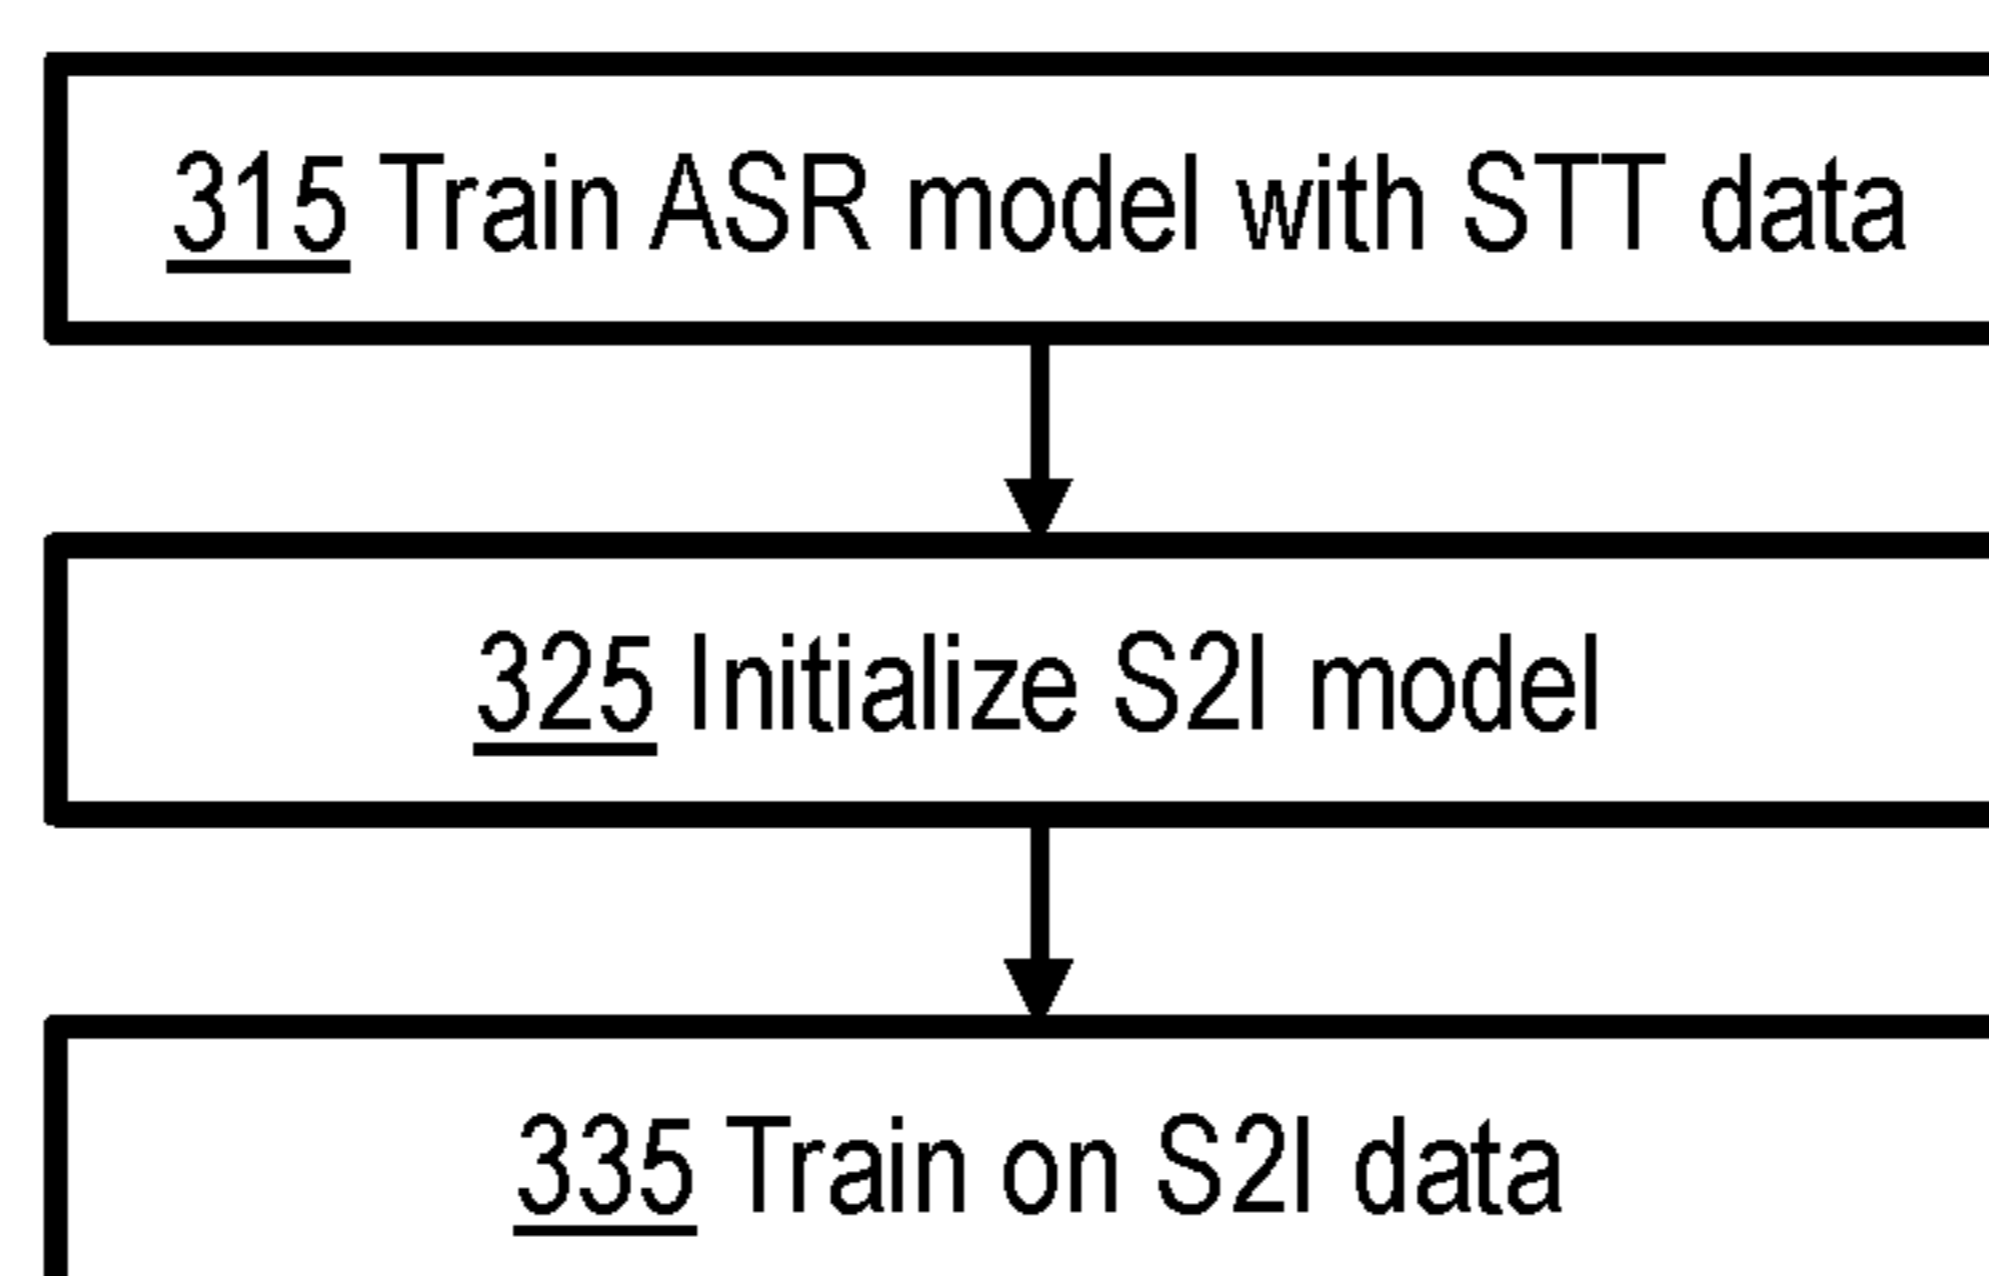 315 Train ASR model with STT data
325 Initialize S2I model
335 Train on S2I data